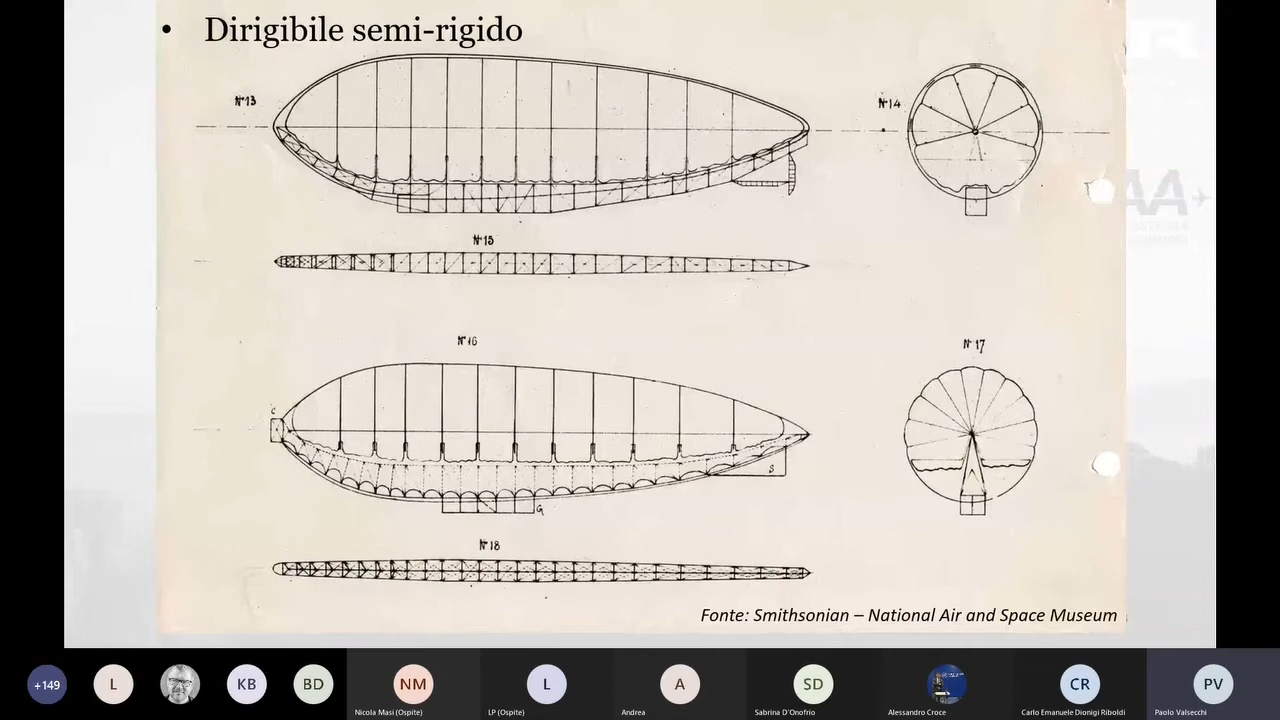 • Dirigibile semi-rigido
N°13
N°14
N°15
N°16
N°17
C
S
G
N°18
Fonte: Smithsonian – National Air and Space Museum
AA
+149
L
KB
BD
NM
L
A
SD
CR
PV
Nicola Masi (Ospite)
LP (Ospite)
Andrea
Sabrina D'Onofrio
Alessandro Croce
Carlo Emanuele Dionigi Riboldi
Paolo Valsecchi